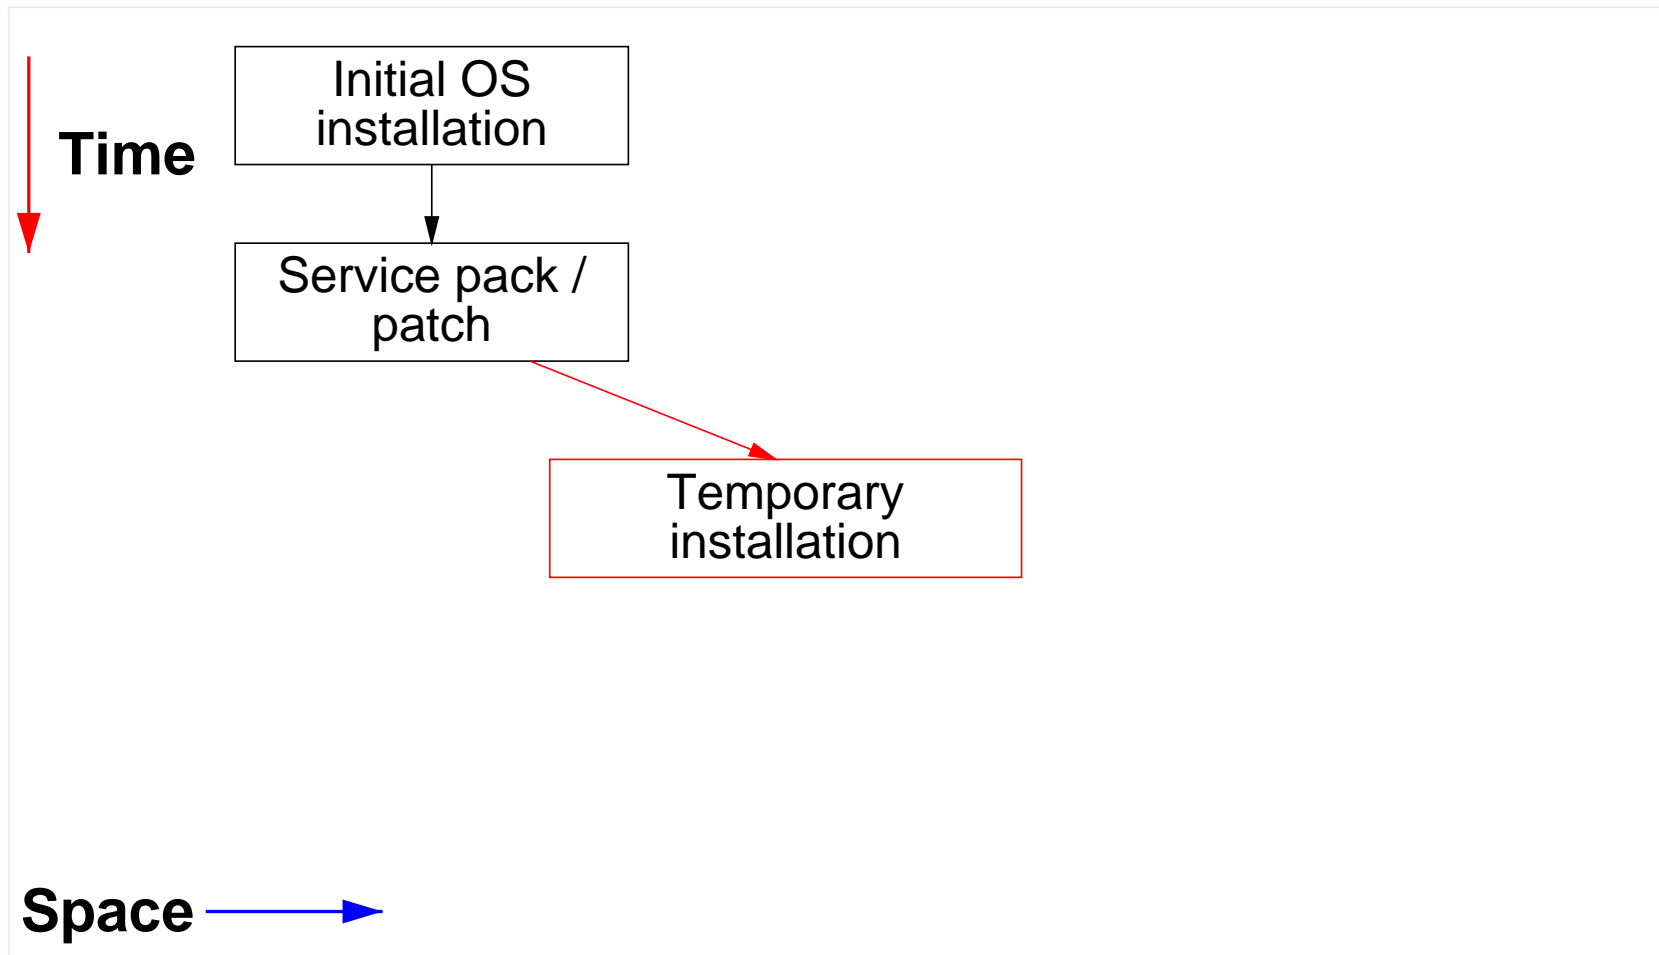 Initial OS
installation
Time
Service pack /
patch
Temporary
installation
Space